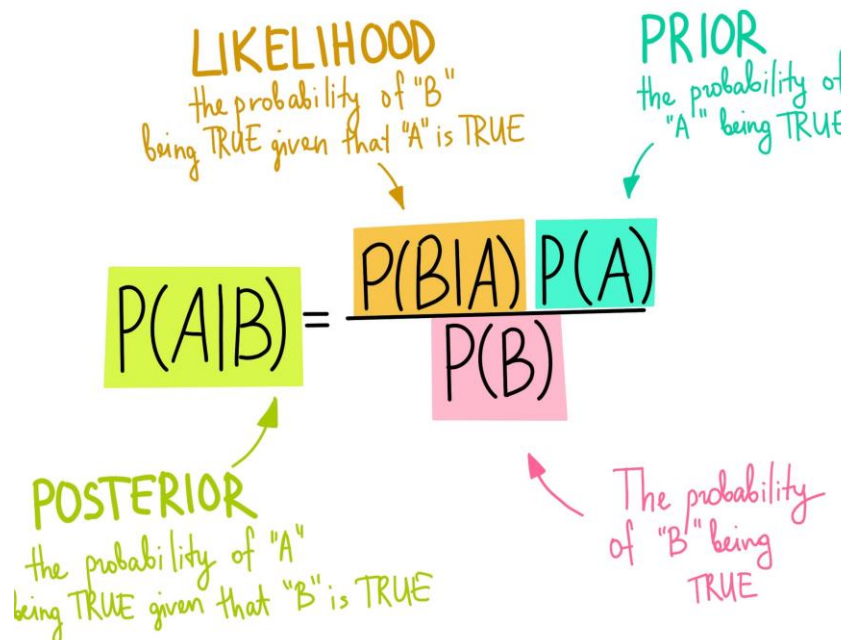 LIKELIHOOD
the probability of "B"
being TRUE given that "A" is TRUE
PRIOR
the probability of
"A" being TRUE
P(A|B) = P(B|A) P(A)
P(B)
POSTERIOR
the probability of "A"
being TRUE given that "B" is TRUE
The probability
of "B" being
TRUE